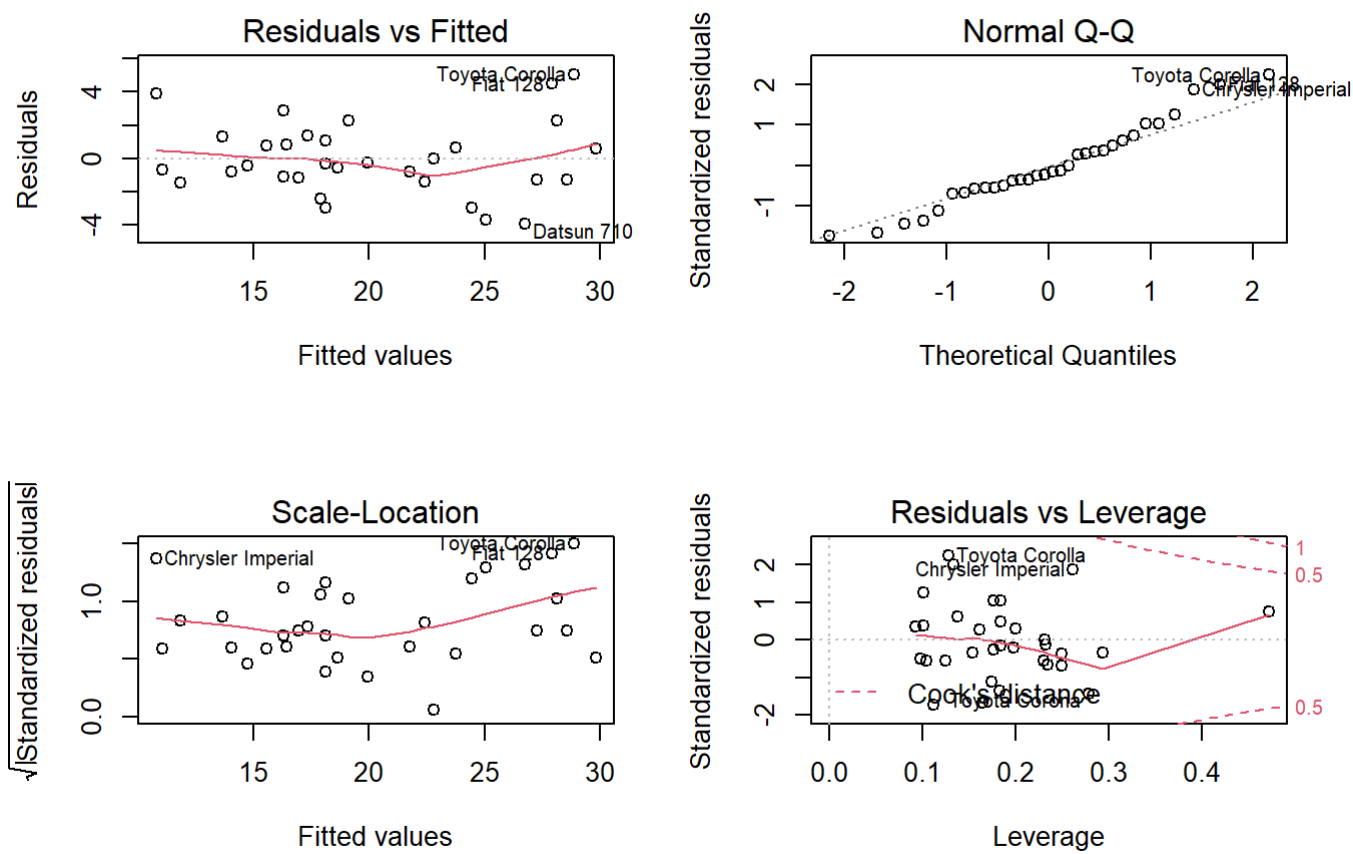 Residuals vs Fitted
Residuals
4
0
-4
Toyota Corolla
Fiat 128
Datsun 710
15
20
25
30
Fitted values
Normal Q-Q
Standardized residuals
2
1
-1
Toyota Corolla
Fiat 128
Chrysler Imperial
-2
-1
0
1
2
Theoretical Quantiles
Scale-Location
√|Standardized residuals|
1.0
0.0
Chrysler Imperial
Toyota Corolla
Fiat 128
15
20
25
30
Fitted values
Residuals vs Leverage
Standardized residuals
2
1
0
-2
Toyota Corolla
Chrysler Imperial
Toyota Corona
Cook's distance
1
0.5
0.5
0.0
0.1
0.2
0.3
0.4
Leverage